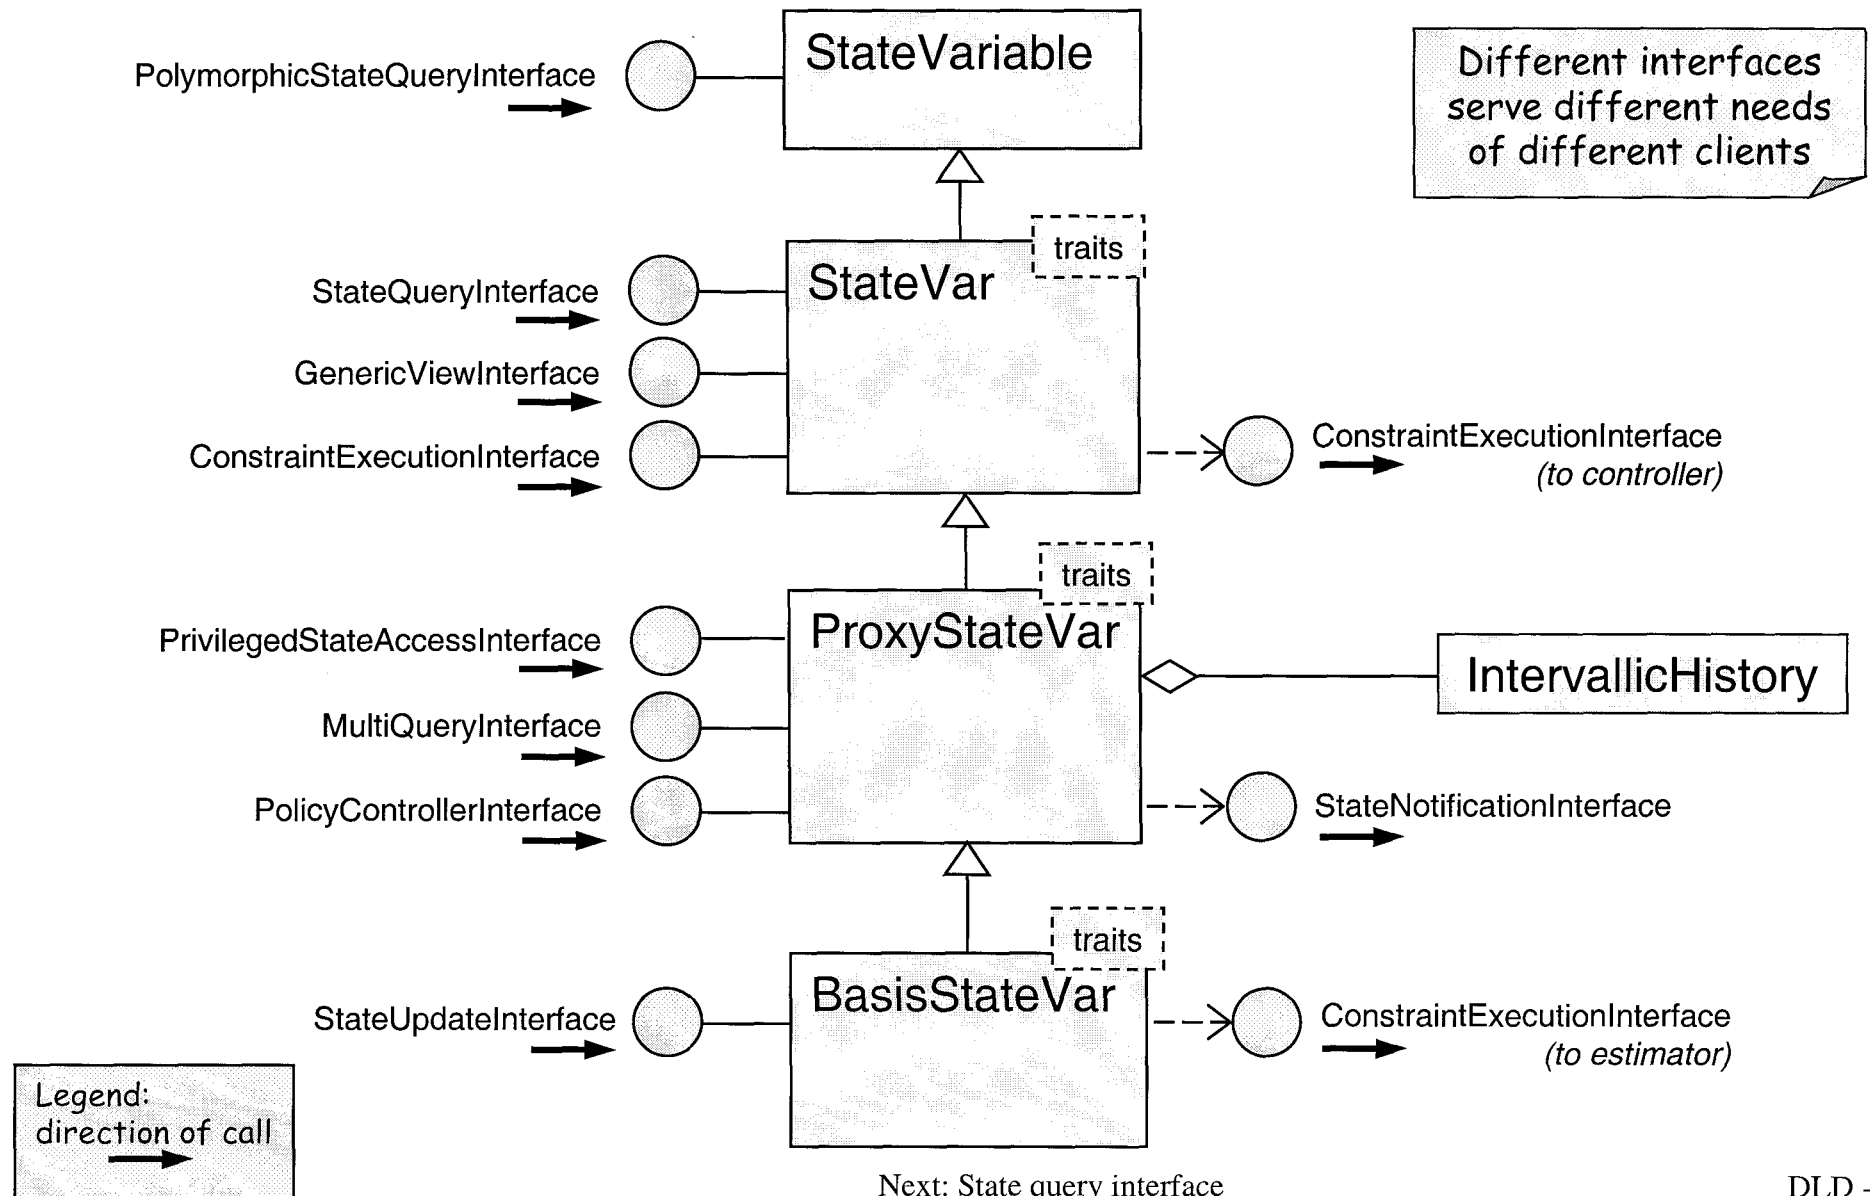 PolymorphicStateQueryInterface
StateVariable
Different interfaces
serve different needs
of different clients
traits
StateVar
StateQueryInterface
GenericViewInterface
ConstraintExecutionInterface
ConstraintExecutionInterface
(to controller)
traits
ProxyStateVar
PrivilegedStateAccessInterface
IntervallicHistory
MultiQueryInterface
PolicyControllerInterface
StateNotificationInterface
traits
BasisStateVar
StateUpdateInterface
ConstraintExecutionInterface
(to estimator)
Legend:
direction of call
Next: State query interface
DLD -